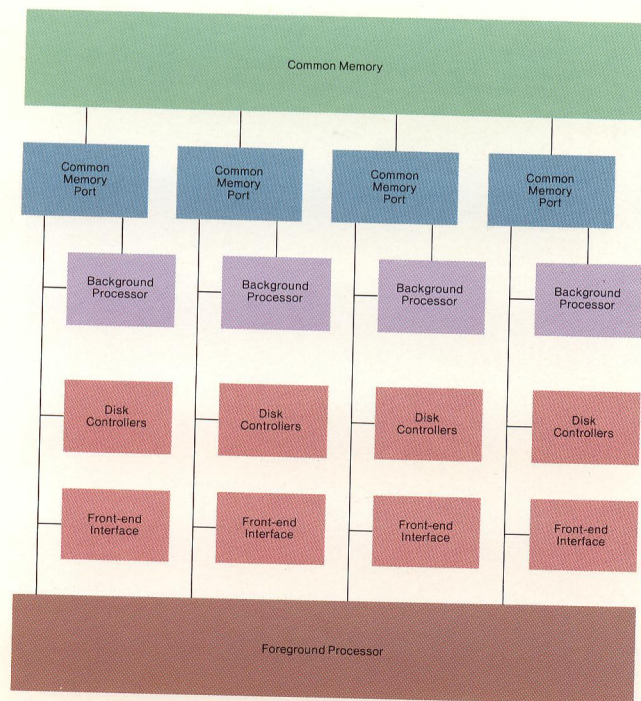 Common Memory
Common
Memory
Port
Common
Memory
Port
Common
Memory
Port
Common
Memory
Port
Background
Processor
Background
Processor
Background
Processor
Background
Processor
Disk
Controllers
Disk
Controllers
Disk
Controllers
Disk
Controllers
Front-end
Interface
Front-end
Interface
Front-end
Interface
Front-end
Interface
Foreground Processor